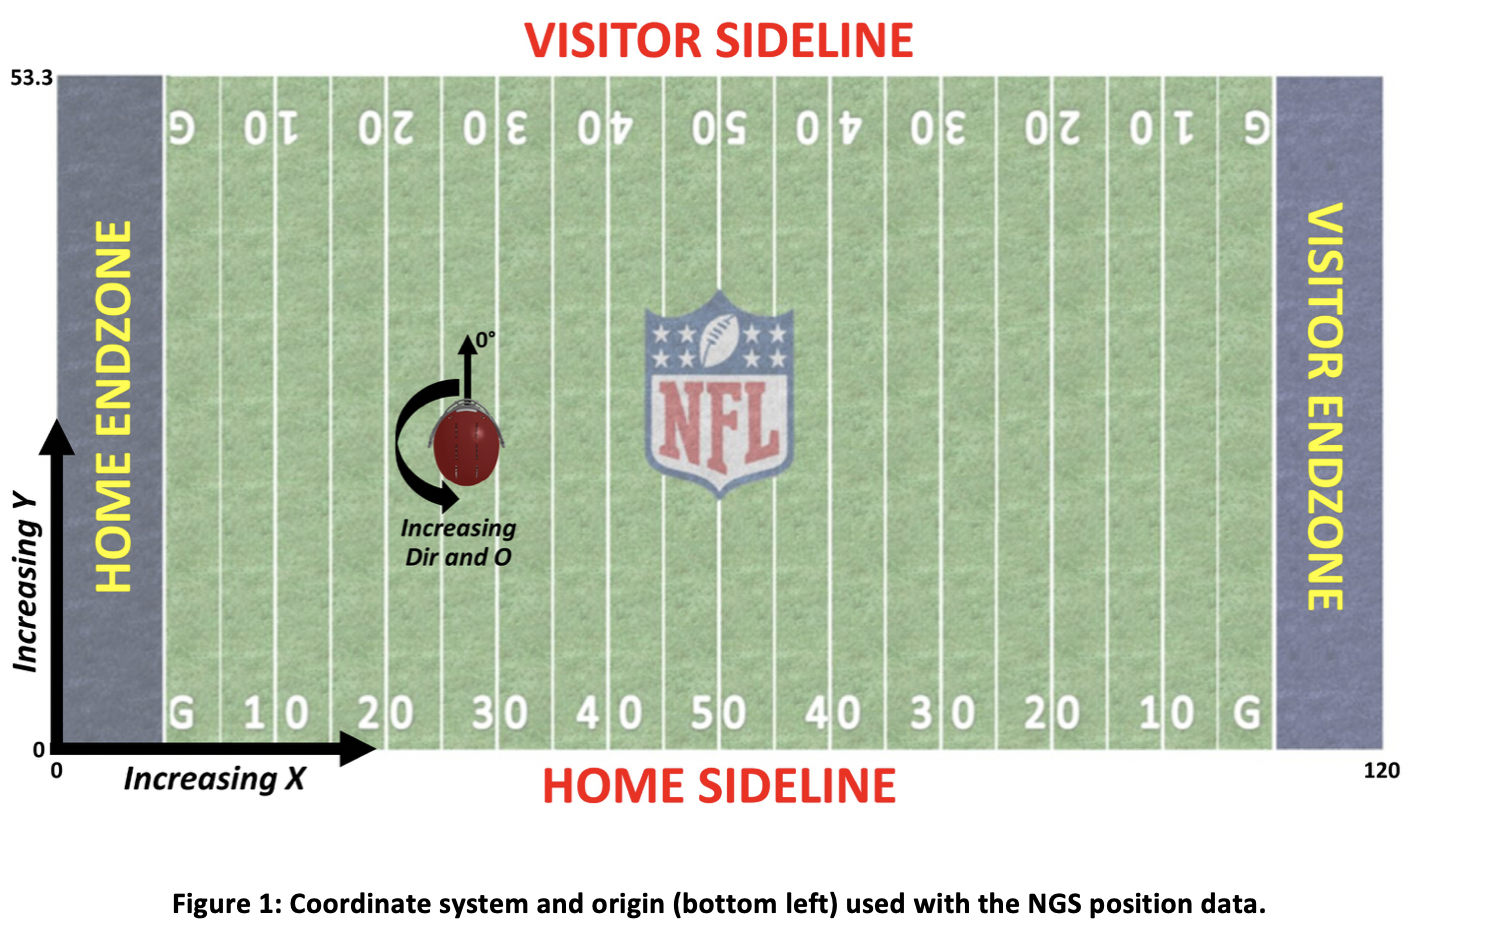 VISITOR SIDELINE
53.3
G 10 20 30 40 50 40 30 20 10 G
HOME ENDZONE
VISITOR ENDZONE
0°
NFL
Increasing
Dir and O
Increasing Y
G 10 20 30 40 50 40 30 20 10 G
0
0
Increasing X
HOME SIDELINE
120
Figure 1: Coordinate system and origin (bottom left) used with the NGS position data.